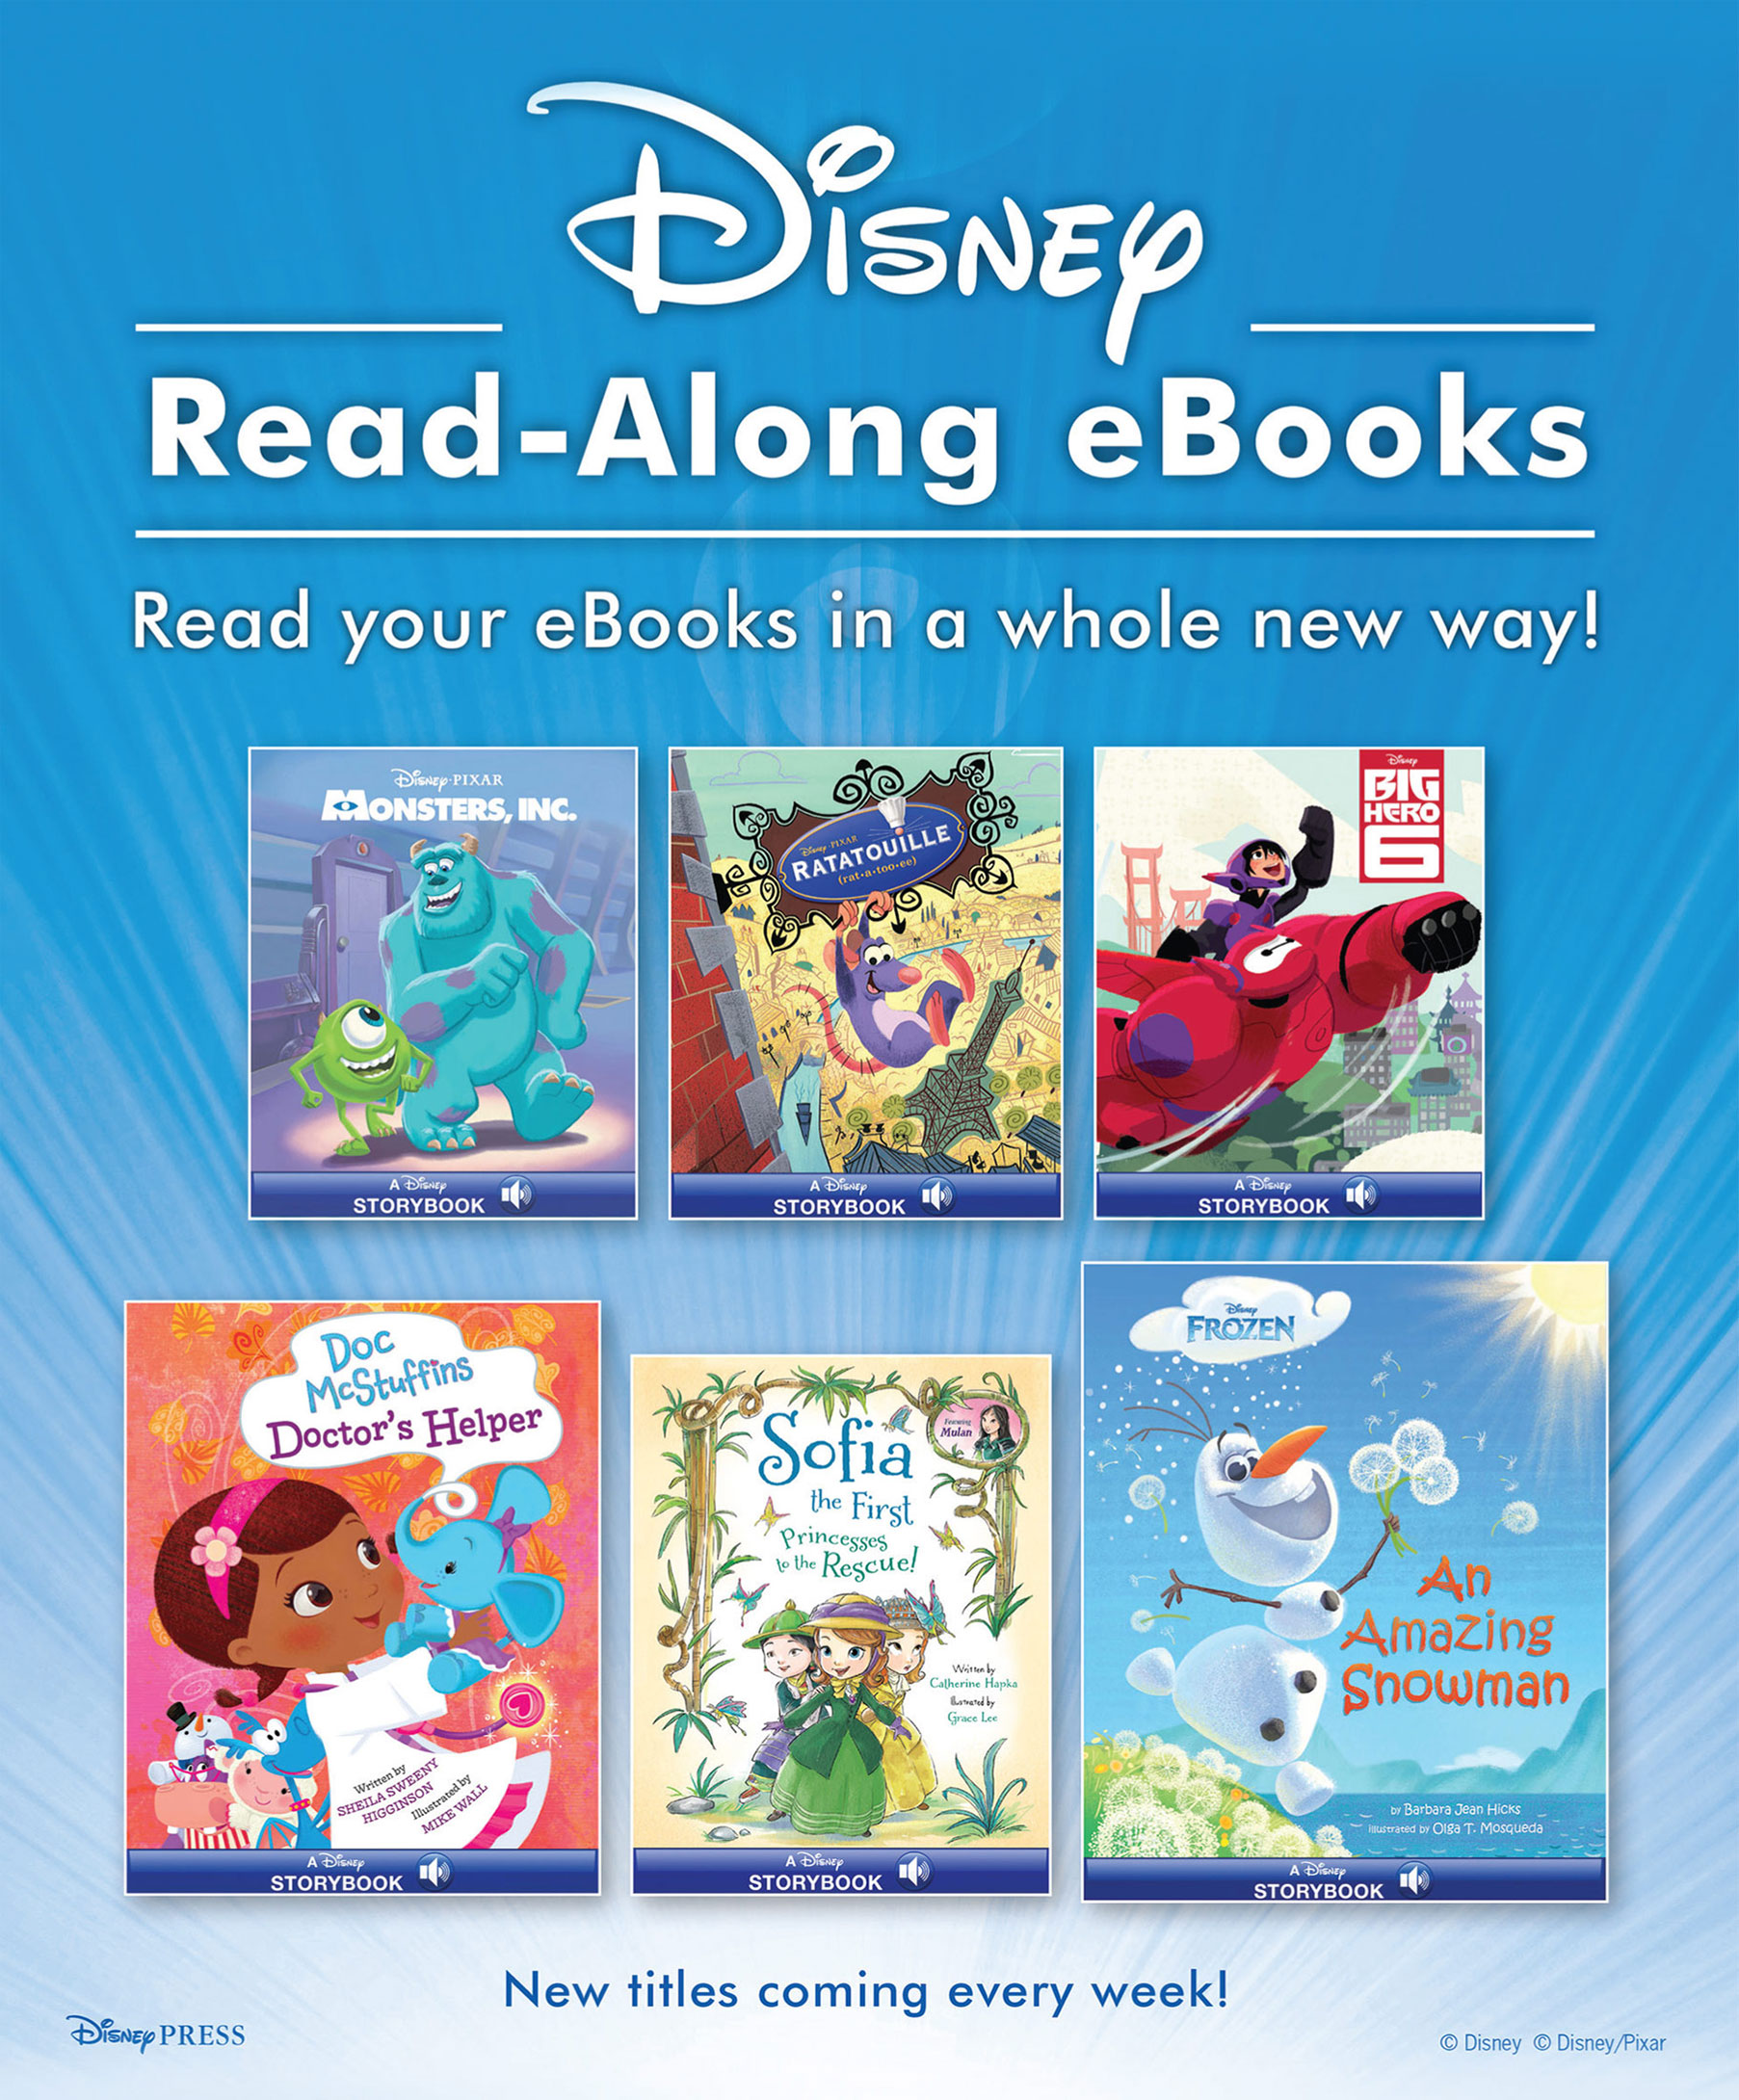 Disney
Read-Along eBooks
Read your eBooks in a whole new way!
Disney·PIXAR
MONSTERS, INC.
A Disney
STORYBOOK
Disney·PIXAR
RATATOUILLE
(rat·a·too·ee)
A Disney
STORYBOOK
Disney
BIG
HERO
6
A Disney
STORYBOOK
Doc
McStuffins
Doctor's Helper
Written by
SHEILA SWEENY
HIGGINSON
Illustrated by
MIKE WALL
A Disney
STORYBOOK
Sofia
the First
Princesses
to the Rescue!
Featuring
Mulan
Written by
Catherine Hapka
Illustrated by
Grace Lee
A Disney
STORYBOOK
Disney
FROZEN
An
Amazing
Snowman
by Barbara Jean Hicks
illustrated by Olga T. Mosqueda
A Disney
STORYBOOK
New titles coming every week!
Disney PRESS
© Disney © Disney/Pixar